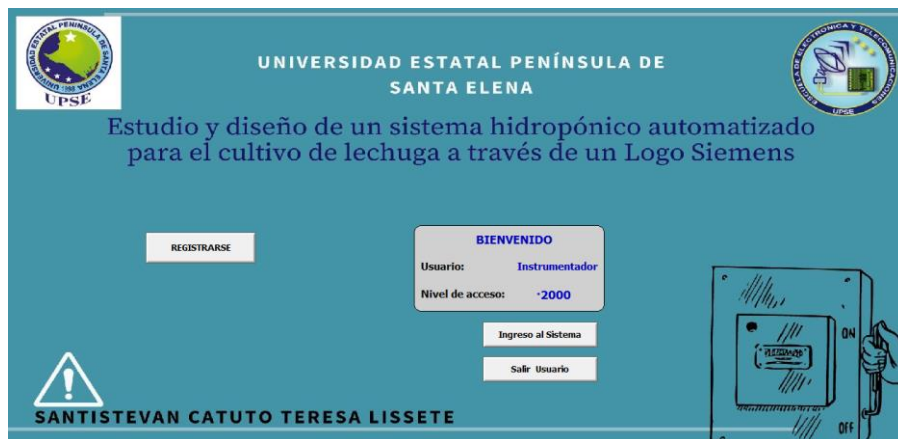 UNIVERSIDAD ESTATAL PENÍNSULA DE
SANTA ELENA
UPSE
Estudio y diseño de un sistema hidropónico automatizado
para el cultivo de lechuga a través de un Logo Siemens
REGISTRARSE
BIENVENIDO
Usuario: Instrumentador
Nivel de acceso: *2000
Ingreso al Sistema
Salir Usuario
ON
OFF
SANTISTEVAN CATUTO TERESA LISSETE